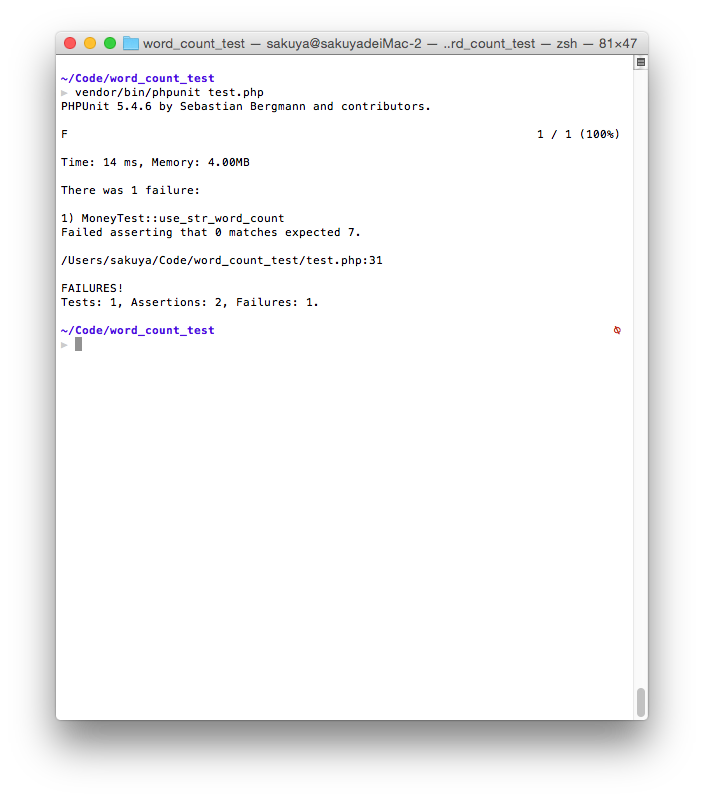 word_count_test — sakuya@sakuyadeiMac-2 — ..rd_count_test — zsh — 81×47
~/Code/word_count_test
▶ vendor/bin/phpunit test.php
PHPUnit 5.4.6 by Sebastian Bergmann and contributors.
F 1 / 1 (100%)
Time: 14 ms, Memory: 4.00MB
There was 1 failure:
1) MoneyTest::use_str_word_count
Failed asserting that 0 matches expected 7.
/Users/sakuya/Code/word_count_test/test.php:31
FAILURES!
Tests: 1, Assertions: 2, Failures: 1.
~/Code/word_count_test
▶